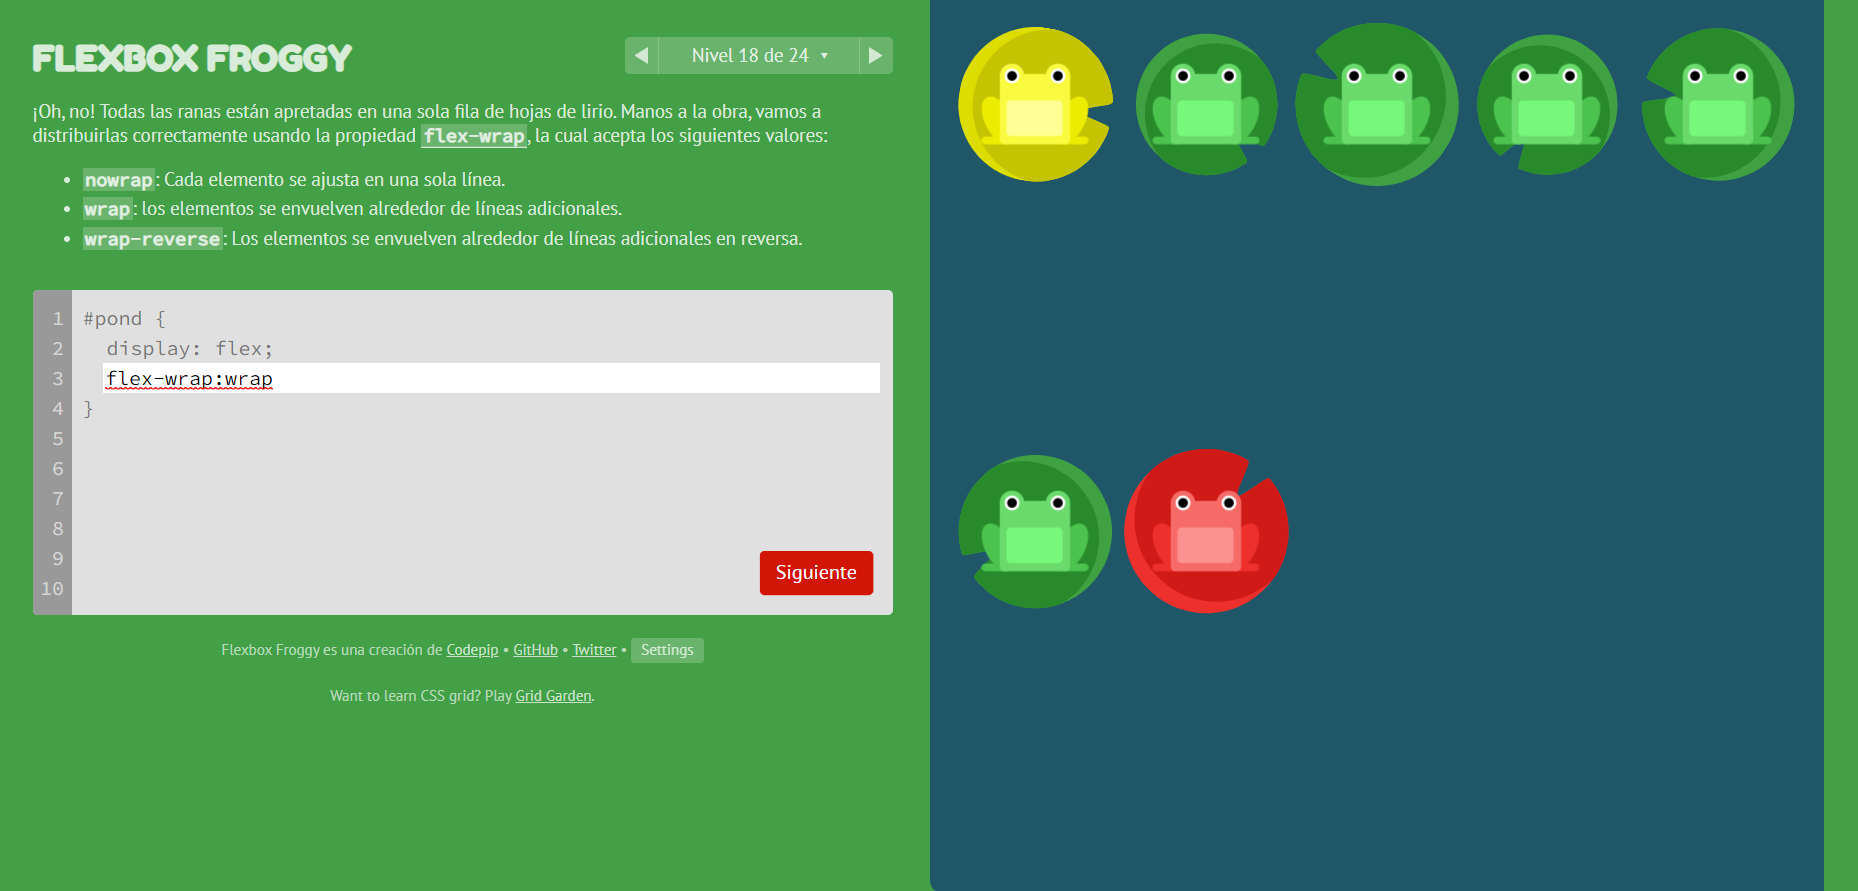 FLEXBOX FROGGY
Nivel 18 de 24
¡Oh, no! Todas las ranas están apretadas en una sola fila de hojas de lirio. Manos a la obra, vamos a
distribuirlas correctamente usando la propiedad flex-wrap, la cual acepta los siguientes valores:
• nowrap: Cada elemento se ajusta en una sola línea.
• wrap: los elementos se envuelven alrededor de líneas adicionales.
• wrap-reverse: Los elementos se envuelven alrededor de líneas adicionales en reversa.
1 #pond {
2 display: flex;
3 flex-wrap:wrap
4 }
5
6
7
8
9
10
Siguiente
Flexbox Froggy es una creación de Codepip • GitHub • Twitter • Settings
Want to learn CSS grid? Play Grid Garden.